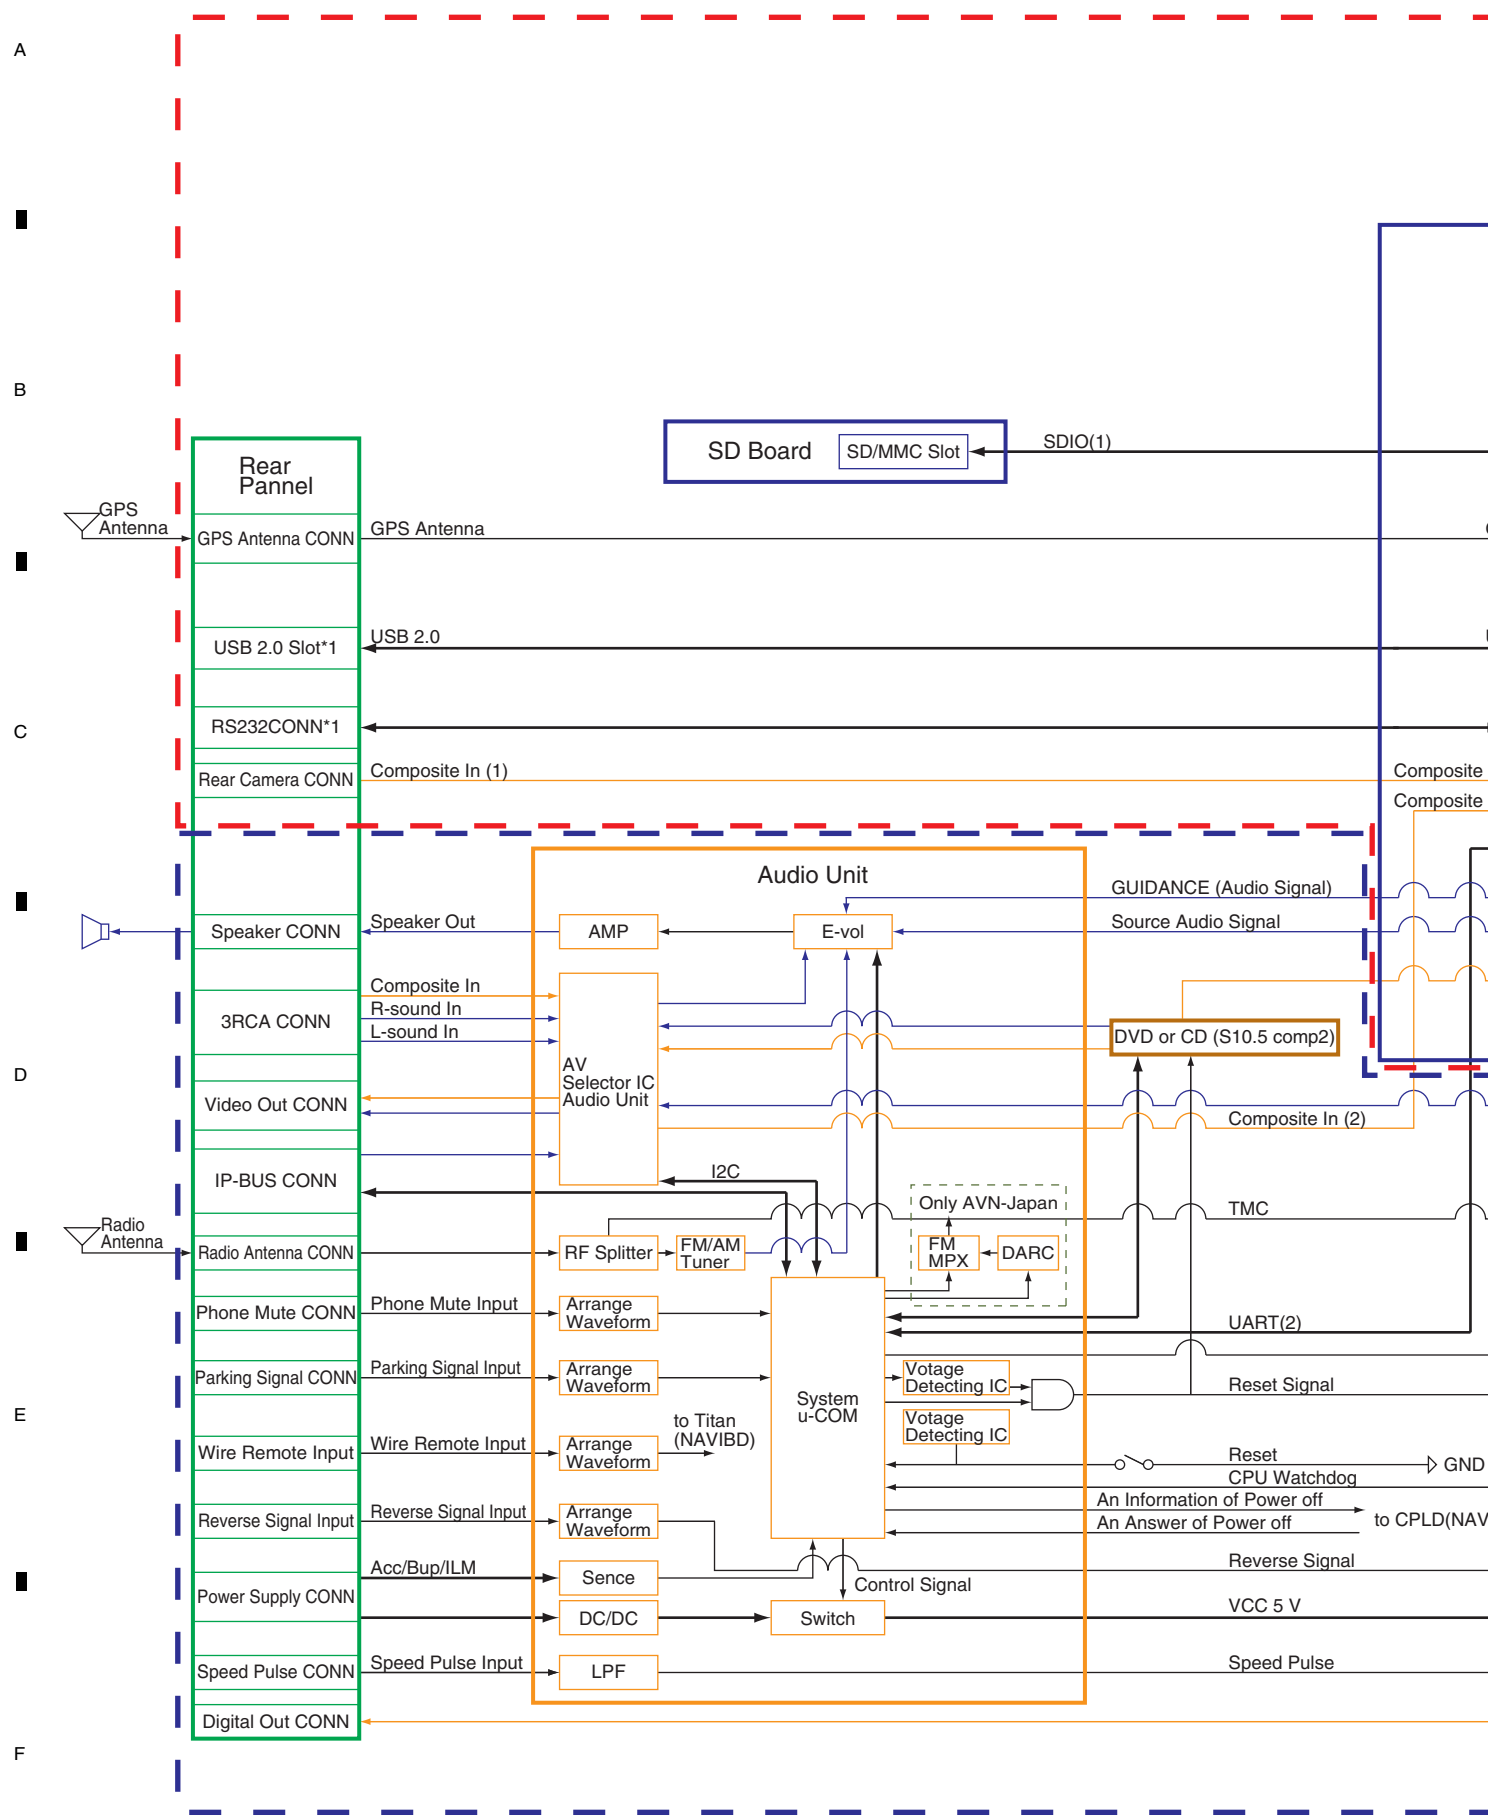 A
B
SD Board
SD/MMC Slot
SDIO(1)
Rear
Pannel
GPS
Antenna
GPS Antenna CONN
GPS Antenna
USB 2.0 Slot*1
USB 2.0
C
RS232CONN*1
Rear Camera CONN
Composite In (1)
Composite
Composite
Audio Unit
GUIDANCE (Audio Signal)
Speaker CONN
Speaker Out
AMP
E-vol
Source Audio Signal
3RCA CONN
Composite In
R-sound In
L-sound In
DVD or CD (S10.5 comp2)
D
AV
Selector IC
Audio Unit
Video Out CONN
Composite In (2)
IP-BUS CONN
I2C
Only AVN-Japan
TMC
Radio
Antenna
Radio Antenna CONN
RF Splitter
FM/AM
Tuner
FM
MPX
DARC
Phone Mute CONN
Phone Mute Input
Arrange
Waveform
UART(2)
Parking Signal CONN
Parking Signal Input
Arrange
Waveform
Votage
Detecting IC
Reset Signal
E
System
u-COM
Votage
Detecting IC
to Titan
(NAVIBD)
Wire Remote Input
Wire Remote Input
Arrange
Waveform
Reset
GND
CPU Watchdog
An Information of Power off
An Answer of Power off
to CPLD(NAV
Reverse Signal Input
Reverse Signal Input
Arrange
Waveform
Reverse Signal
Acc/Bup/ILM
Sence
Control Signal
Power Supply CONN
DC/DC
Switch
VCC 5 V
Speed Pulse CONN
Speed Pulse Input
LPF
Speed Pulse
Digital Out CONN
F